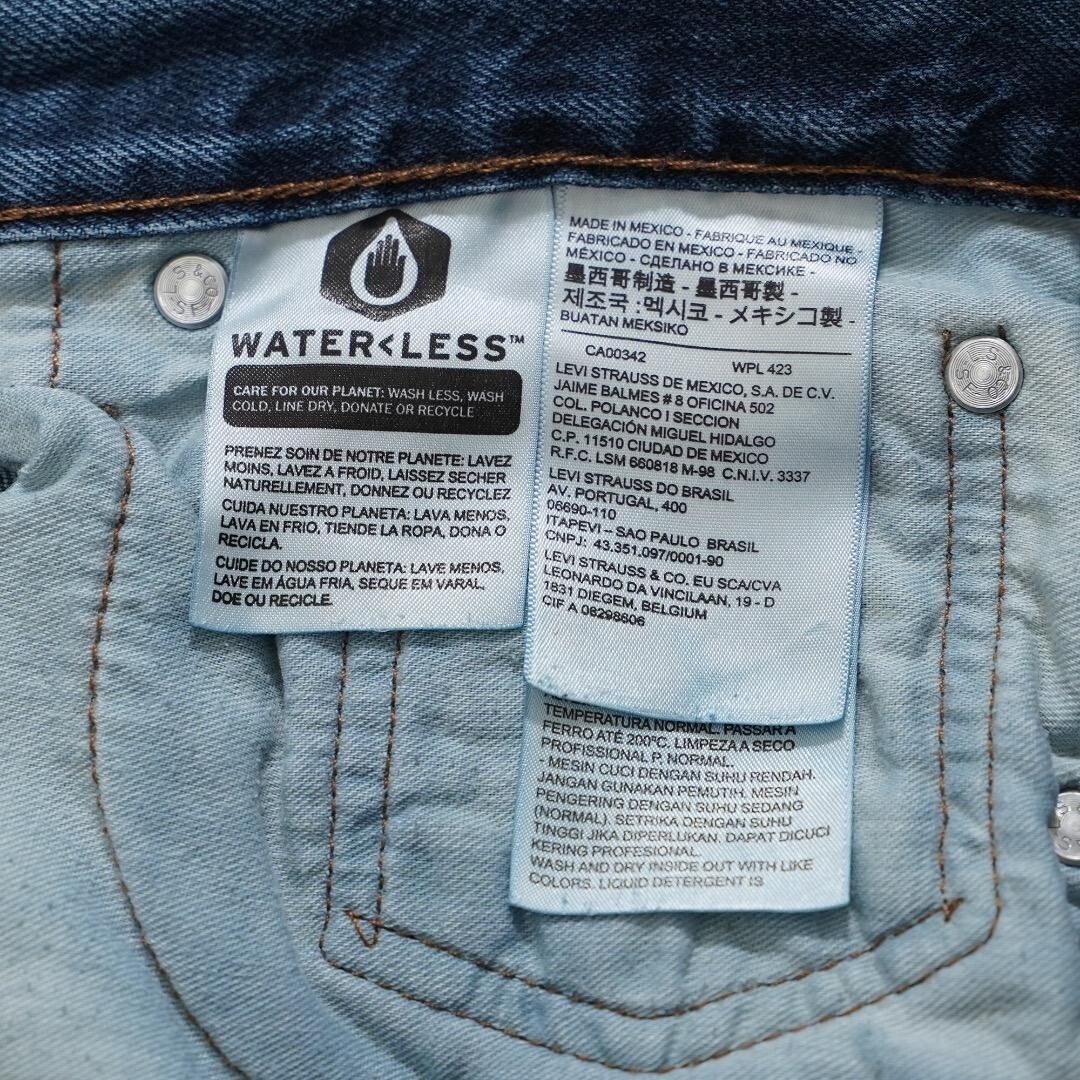 WATER<LESS™
CARE FOR OUR PLANET: WASH LESS, WASH
COLD, LINE DRY, DONATE OR RECYCLE
PRENEZ SOIN DE NOTRE PLANETE: LAVEZ
MOINS, LAVEZ A FROID, LAISSEZ SECHER
NATURELLEMENT, DONNEZ OU RECYCLEZ
CUIDA NUESTRO PLANETA: LAVA MENOS,
LAVA EN FRIO, TIENDE LA ROPA, DONA O
RECICLA.
CUIDE DO NOSSO PLANETA: LAVE MENOS,
LAVE EM ÁGUA FRIA, SEQUE EM VARAL,
DOE OU RECICLE.
MADE IN MEXICO - FABRIQUE AU MEXIQUE -
FABRICADO EN MEXICO - FABRICADO NO
MÉXICO - СДЕЛАНО В МЕКСИКЕ -
墨西哥制造 - 墨西哥製 -
제조국 :멕시코 - メキシコ製 -
BUATAN MEKSIKO
CA00342 WPL 423
LEVI STRAUSS DE MEXICO, S.A. DE C.V.
JAIME BALMES # 8 OFICINA 502
COL. POLANCO I SECCION
DELEGACIÓN MIGUEL HIDALGO
C.P. 11510 CIUDAD DE MEXICO
R.F.C. LSM 660818 M-98 C.N.I.V. 3337
LEVI STRAUSS DO BRASIL
AV. PORTUGAL, 400
06690-110
ITAPEVI - SAO PAULO BRASIL
CNPJ: 43.351.097/0001-90
LEVI STRAUSS & CO. EU SCA/CVA
LEONARDO DA VINCILAAN, 19 - D
1831 DIEGEM, BELGIUM
CIF A 08298606
TEMPERATURA NORMAL. PASSAR A
FERRO ATÉ 200ºC. LIMPEZA A SECO
PROFISSIONAL P. NORMAL.
- MESIN CUCI DENGAN SUHU RENDAH.
JANGAN GUNAKAN PEMUTIH. MESIN
PENGERING DENGAN SUHU SEDANG
(NORMAL). SETRIKA DENGAN SUHU
TINGGI JIKA DIPERLUKAN. DAPAT DICUCI
KERING PROFESIONAL.
WASH AND DRY INSIDE OUT WITH LIKE
COLORS. LIQUID DETERGENT IS
L S & CO
SF
L S & CO
SF